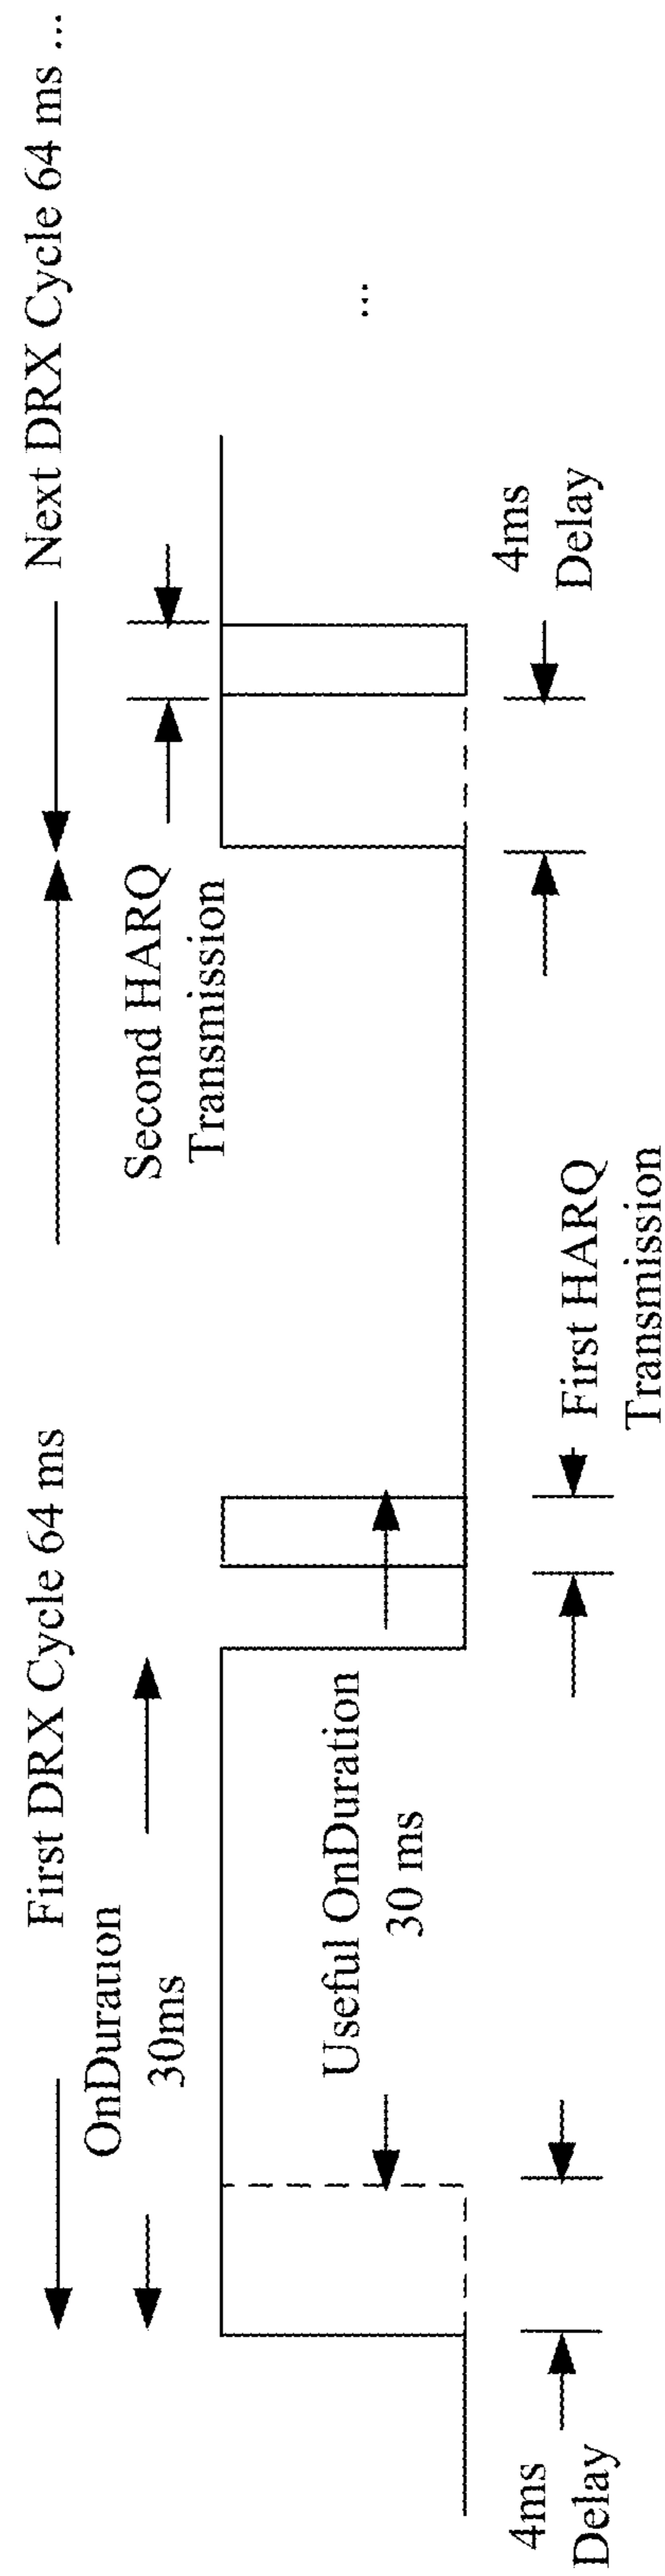 First DRX Cycle 64 ms
Next DRX Cycle 64 ms ...
OnDuration
30ms
Second HARQ
Transmission
Useful OnDuration
30 ms
...
4ms
Delay
First HARQ
Transmission
4ms
Delay